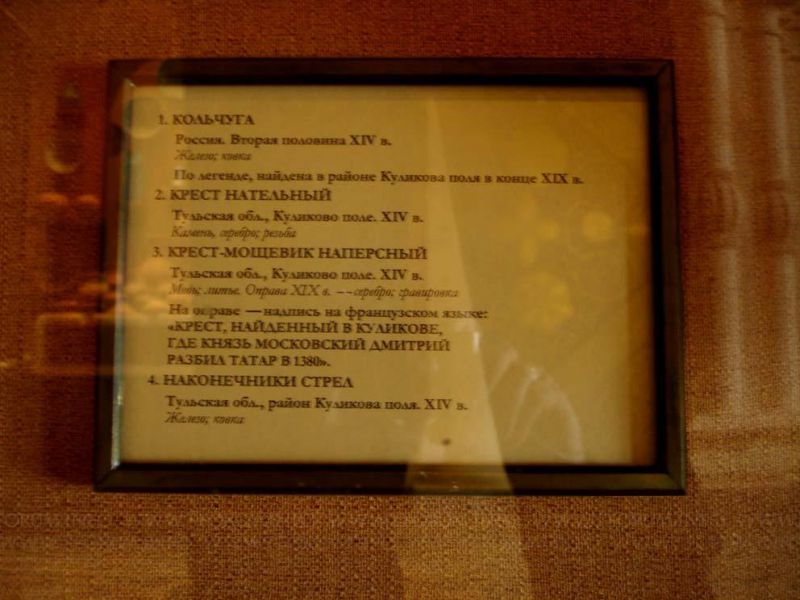 1. КОЛЬЧУГА
Россия. Вторая половина XIV в.
Железо; ковка
По легенде, найдена в районе Куликова поля в конце XIX в.
2. КРЕСТ НАТЕЛЬНЫЙ
Тульская обл., Куликово поле. XIV в.
Камень, серебро; резьба
3. КРЕСТ-МОЩЕВИК НАПЕРСНЫЙ
Тульская обл., Куликово поле. XIV в.
Медь; литье. Оправа XIX в. — серебро; гравировка
На оправе — надпись на французском языке:
«КРЕСТ, НАЙДЕННЫЙ В КУЛИКОВЕ,
ГДЕ КНЯЗЬ МОСКОВСКИЙ ДМИТРИЙ
РАЗБИЛ ТАТАР В 1380».
4. НАКОНЕЧНИКИ СТРЕЛ
Тульская обл., район Куликова поля. XIV в.
Железо; ковка